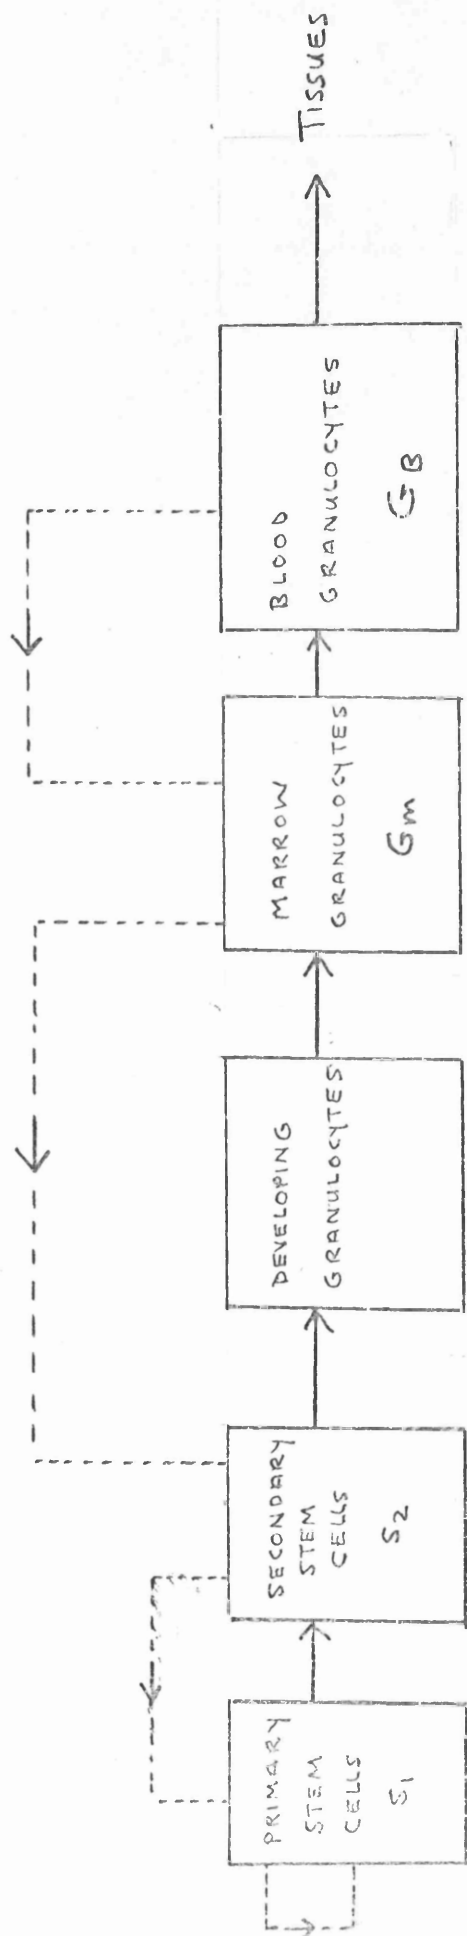 PRIMARY
STEM
CELLS
S1
SECONDARY
STEM
CELLS
S2
DEVELOPING
GRANULOCYTES
MARROW
GRANULOCYTES
Gm
BLOOD
GRANULOCYTES
GB
TISSUES